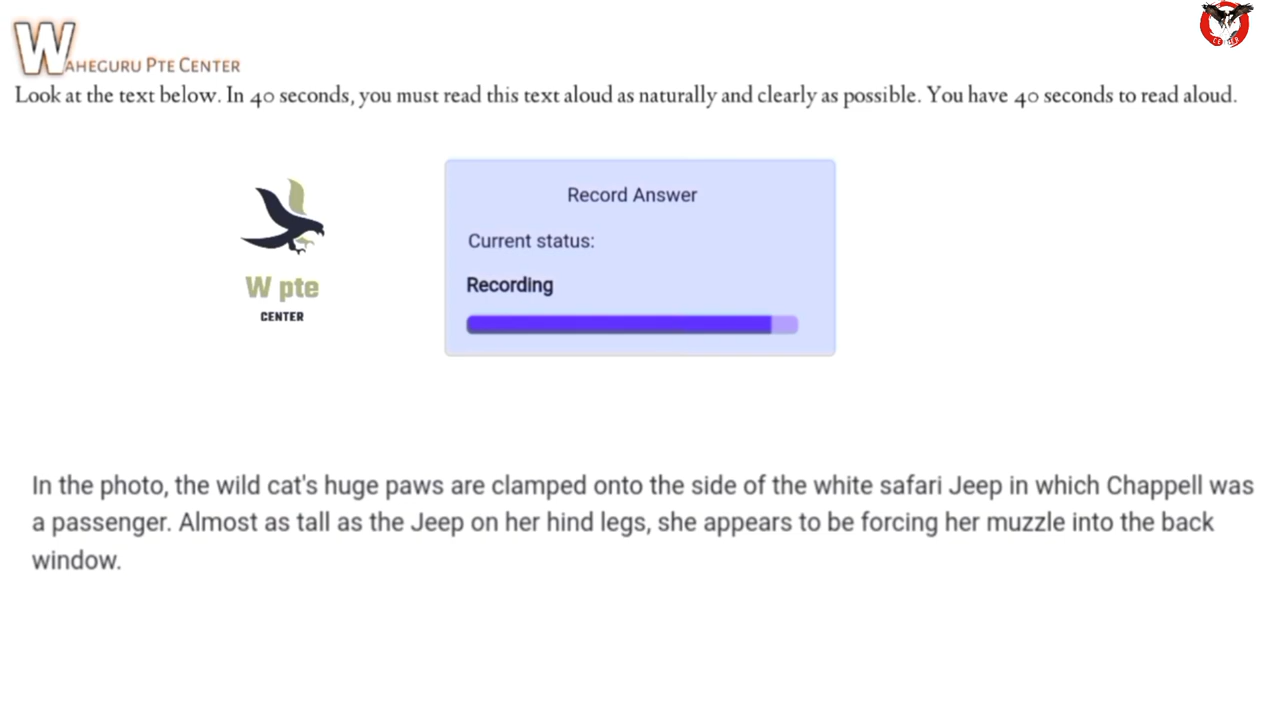 WAHEGURU PTE CENTER
Look at the text below. In 40 seconds, you must read this text aloud as naturally and clearly as possible. You have 40 seconds to read aloud.
Record Answer
Current status:
Recording
W pte
CENTER
In the photo, the wild cat's huge paws are clamped onto the side of the white safari Jeep in which Chappell was
a passenger. Almost as tall as the Jeep on her hind legs, she appears to be forcing her muzzle into the back
window.